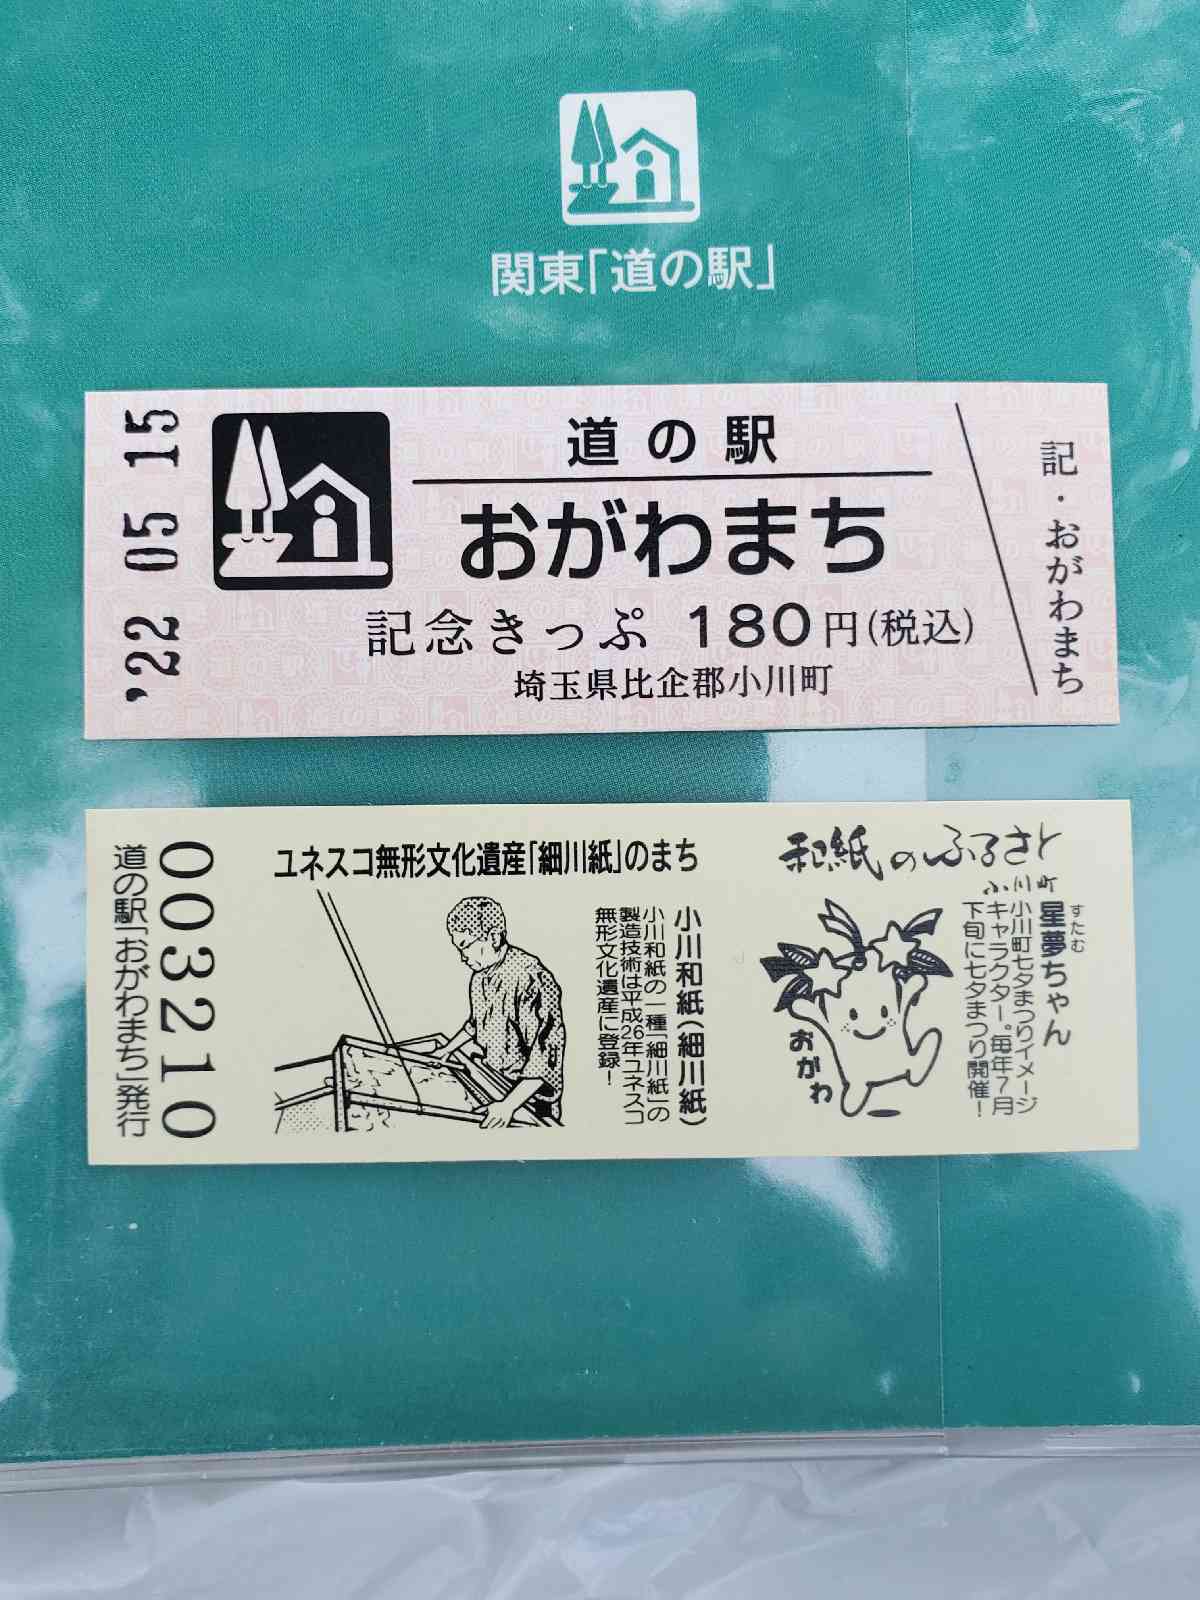 関東「道の駅」
'22 05 15
道の駅
おがわまち
記念きっぷ 180円(税込)
埼玉県比企郡小川町
記・おがわまち
003210
道の駅「おがわまち」発行
ユネスコ無形文化遺産「細川紙」のまち
小川和紙(細川紙)
小川和紙の一種「細川紙」の
製造技術は平成26年ユネスコ
無形文化遺産に登録!
和紙のふるさと
小川町
すたむ
星夢ちゃん
小川町七夕まつりイメージ
キャラクター。毎年7月
下旬に七夕まつり開催!
おがわ